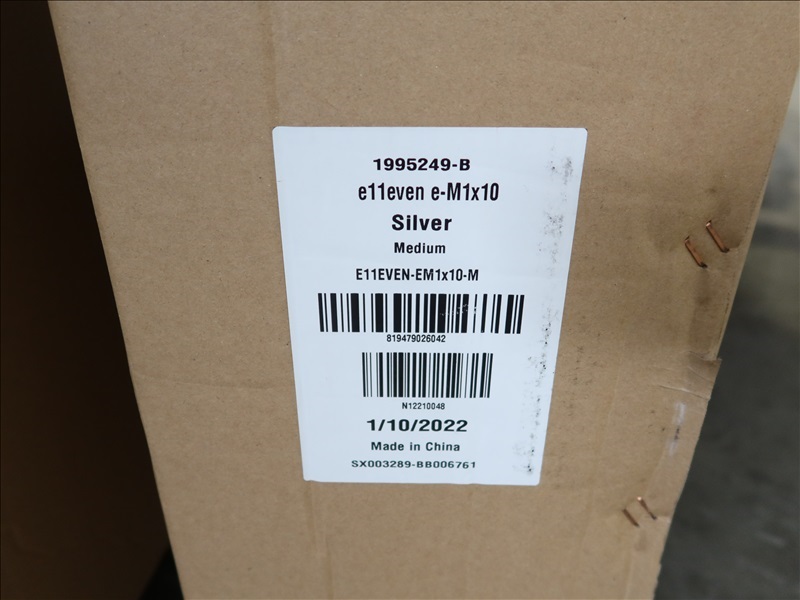 1995249-B
e11even e-M1x10
Silver
Medium
E11EVEN-EM1x10-M
819479026042
N12210048
1/10/2022
Made in China
SX003289-BB006761